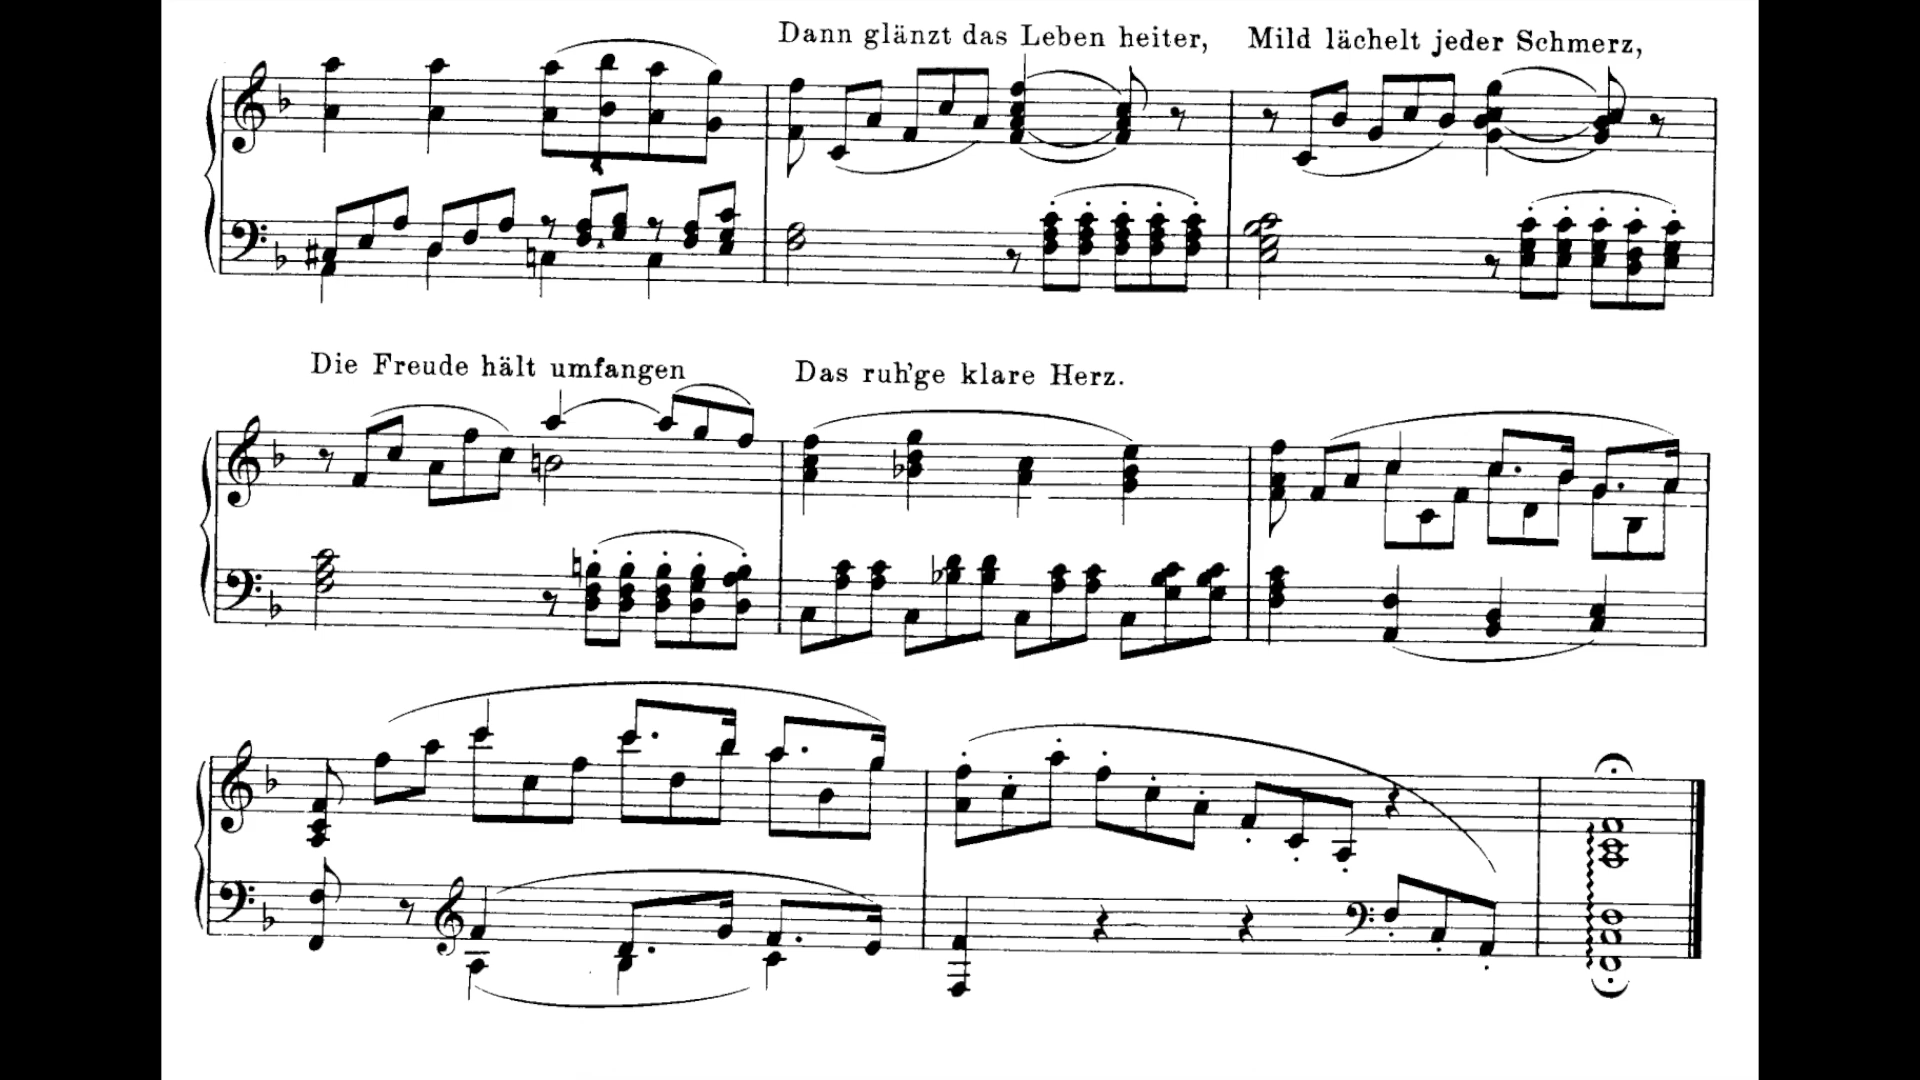 Dann glänzt das Leben heiter, Mild lächelt jeder Schmerz,
Die Freude hält umfangen Das ruh'ge klare Herz.